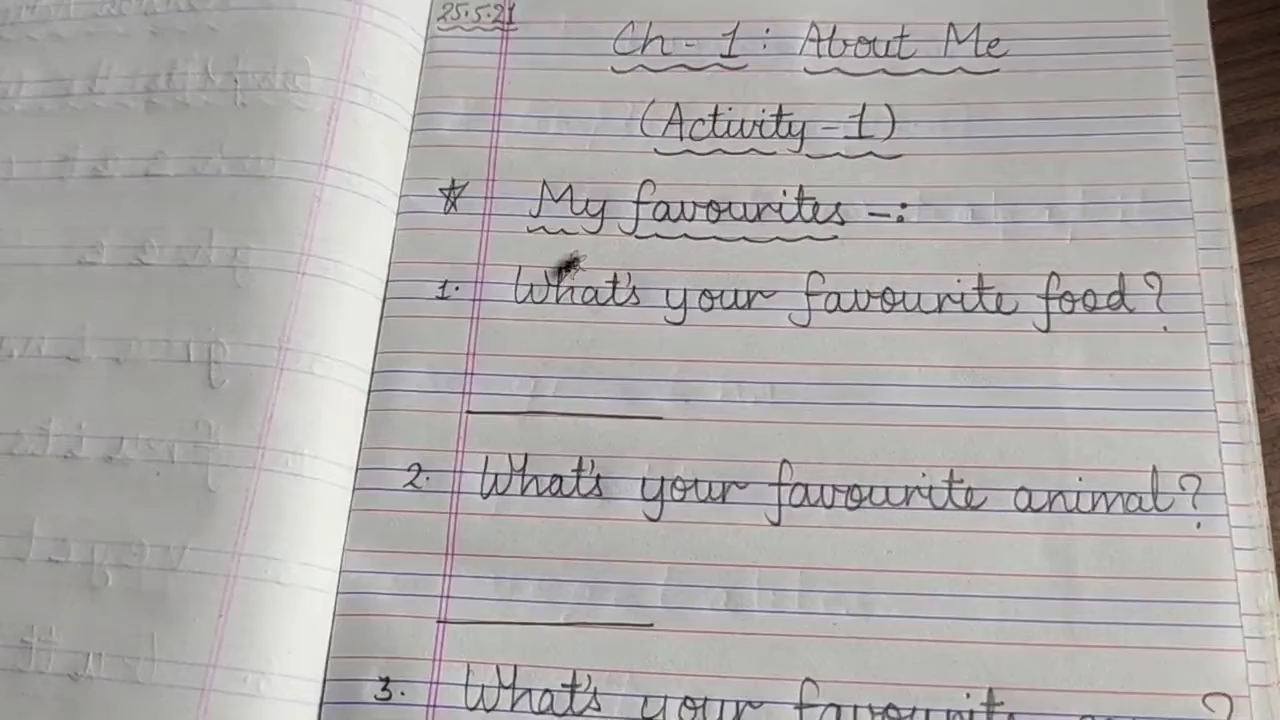 25.5.21
Ch - 1 : About Me
(Activity - 1)
☆ My favourites -:
1. What's your favourite food?
2. What's your favourite animal?
3. What's your favourite ?